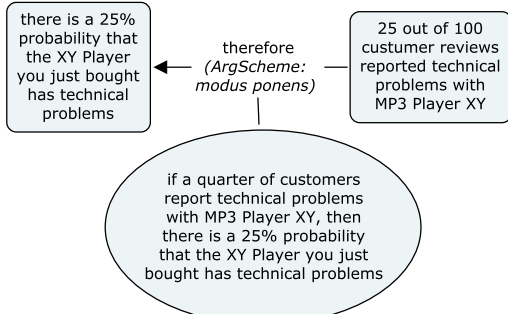 there is a 25%
probability that
the XY Player
you just bought
has technical
problems
therefore
(ArgScheme:
modus ponens)
25 out of 100
custumer reviews
reported technical
problems with
MP3 Player XY
if a quarter of customers
report technical problems
with MP3 Player XY, then
there is a 25% probability
that the XY Player you just
bought has technical problems